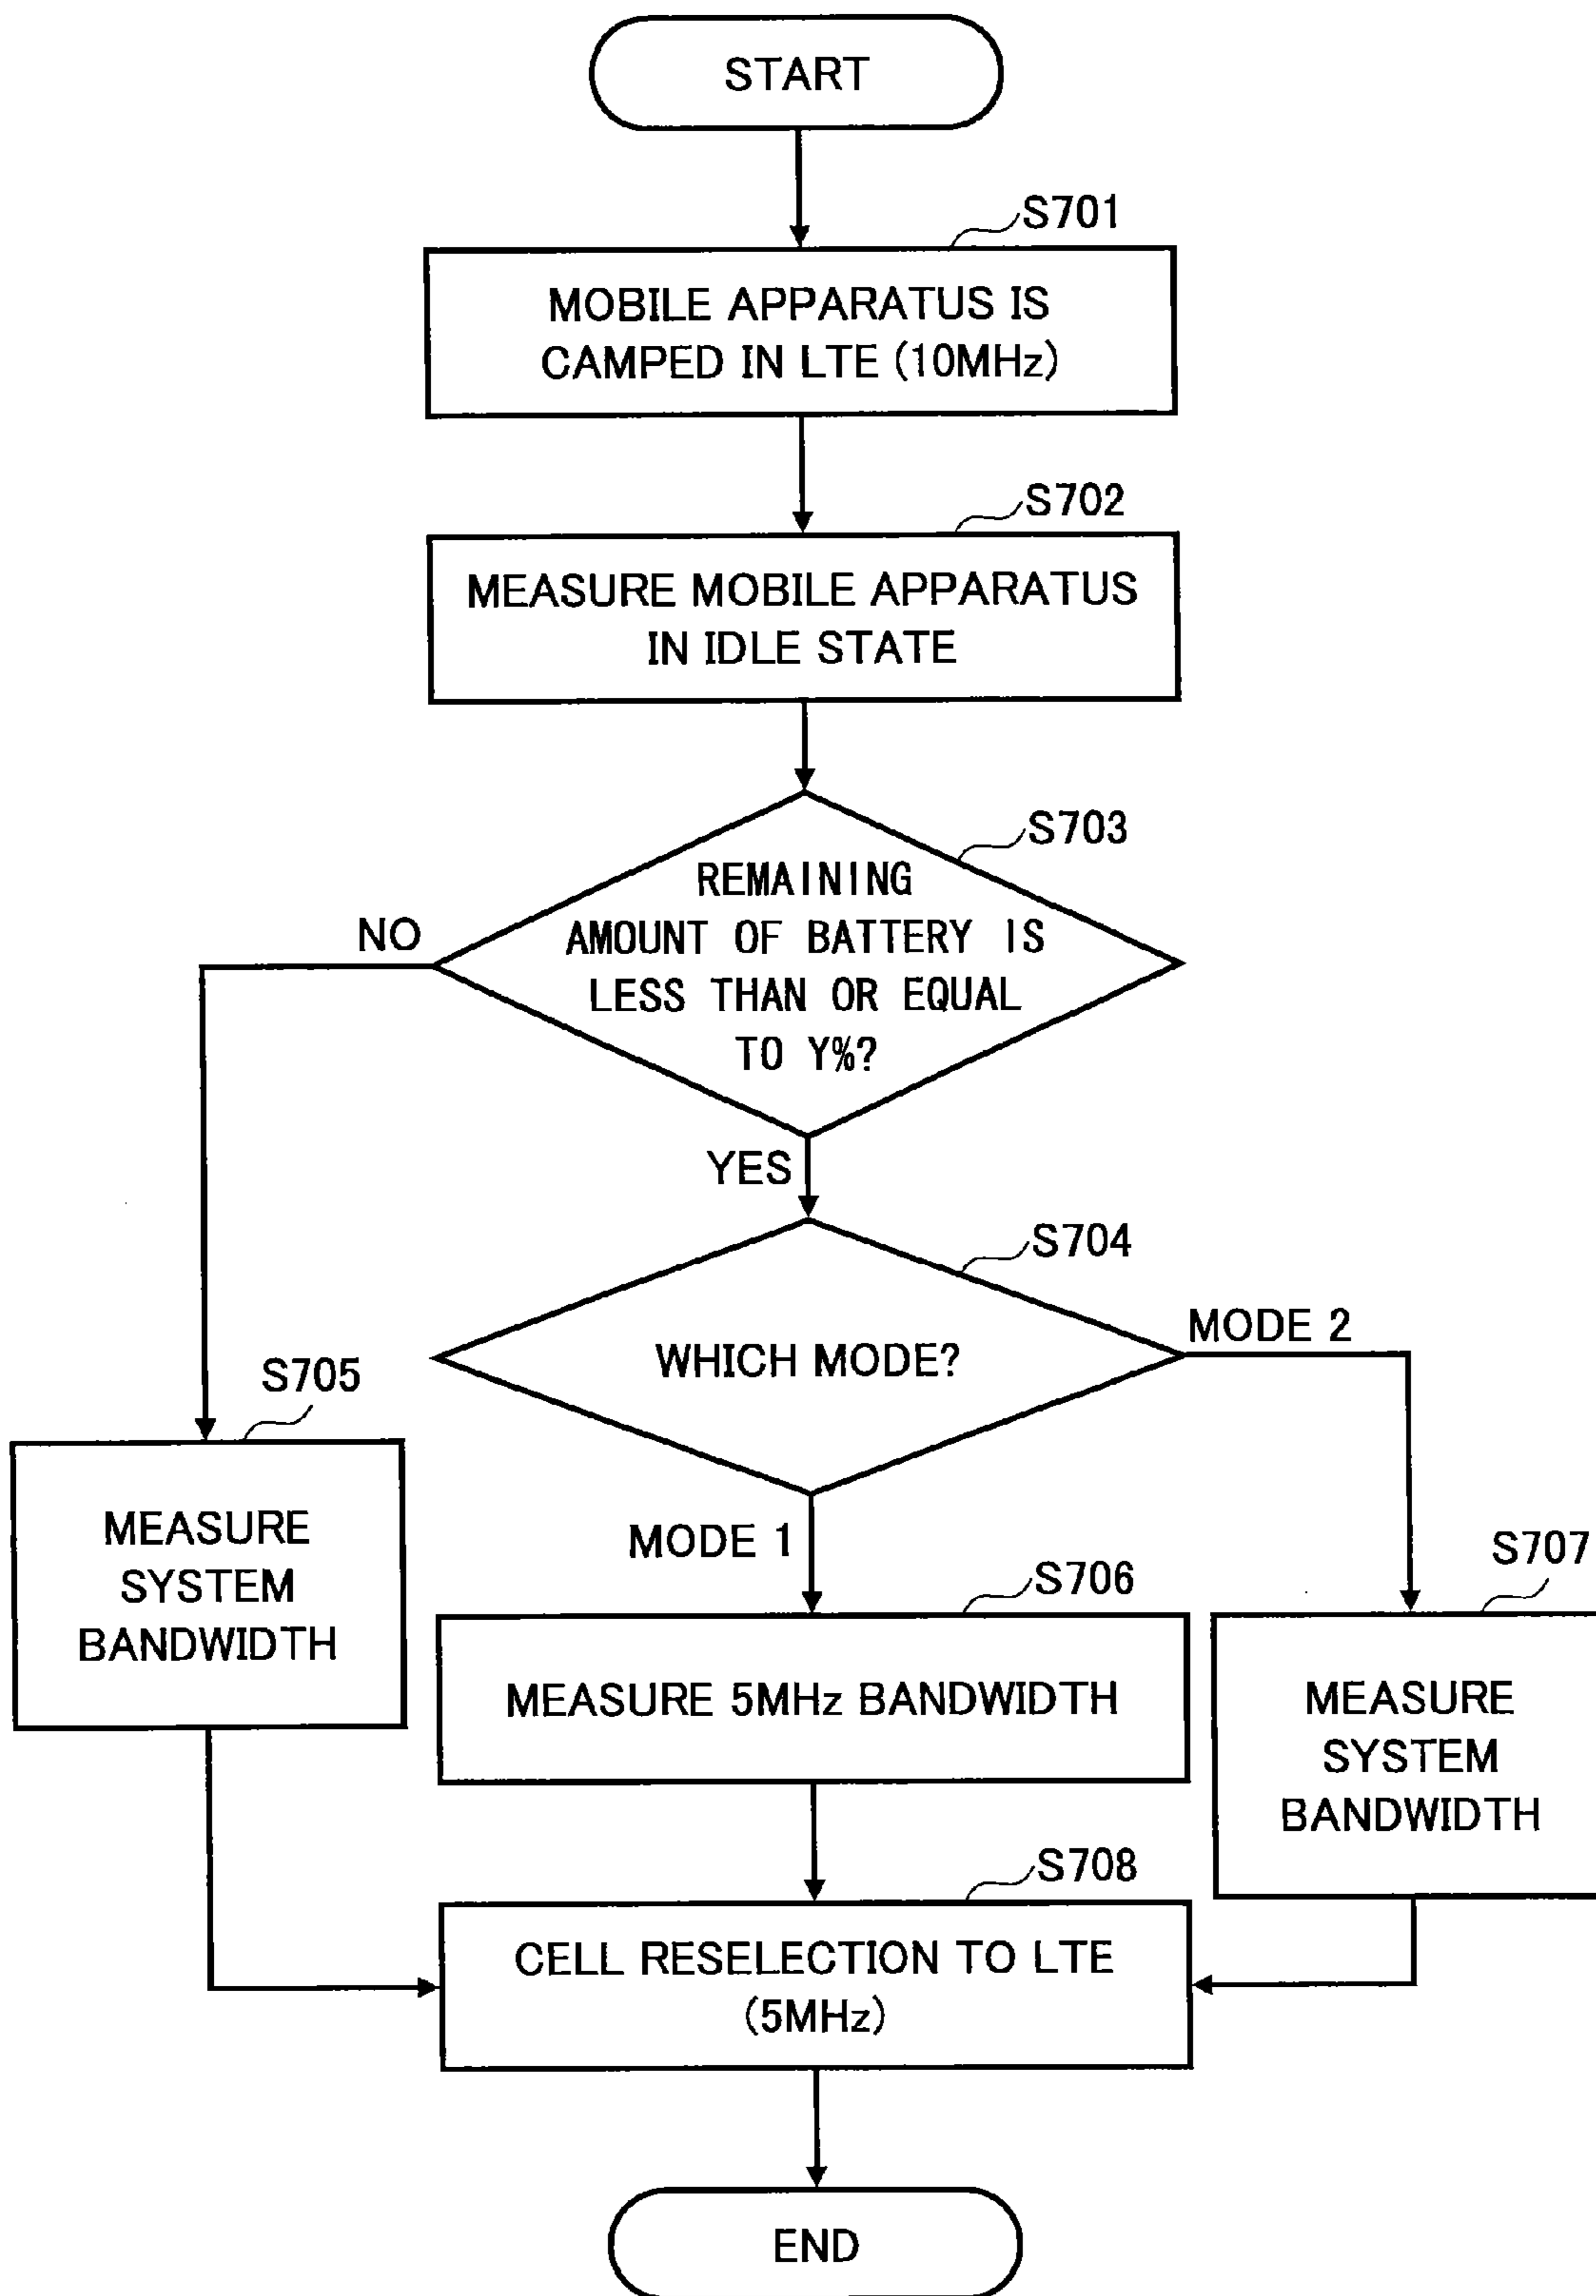 START
S701
MOBILE APPARATUS IS
CAMPED IN LTE (10MHz)
S702
MEASURE MOBILE APPARATUS
IN IDLE STATE
S703
REMAINING
AMOUNT OF BATTERY IS
LESS THAN OR EQUAL
TO Y%?
NO
YES
S704
WHICH MODE?
MODE 2
MODE 1
S705
MEASURE
SYSTEM
BANDWIDTH
S706
MEASURE 5MHz BANDWIDTH
S707
MEASURE
SYSTEM
BANDWIDTH
S708
CELL RESELECTION TO LTE
(5MHz)
END